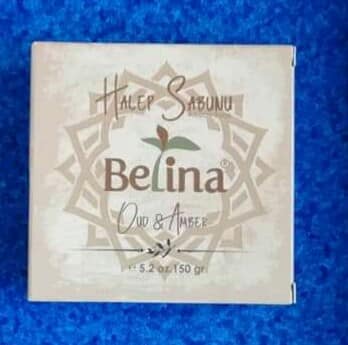 HALEP SABUNU
Belina®
OUD & AMBER
℮ 5.2 oz.150 gr.